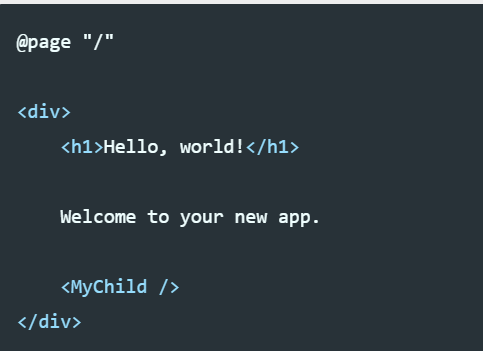 @page "/"
<div>
<h1>Hello, world!</h1>
Welcome to your new app.
<MyChild />
</div>